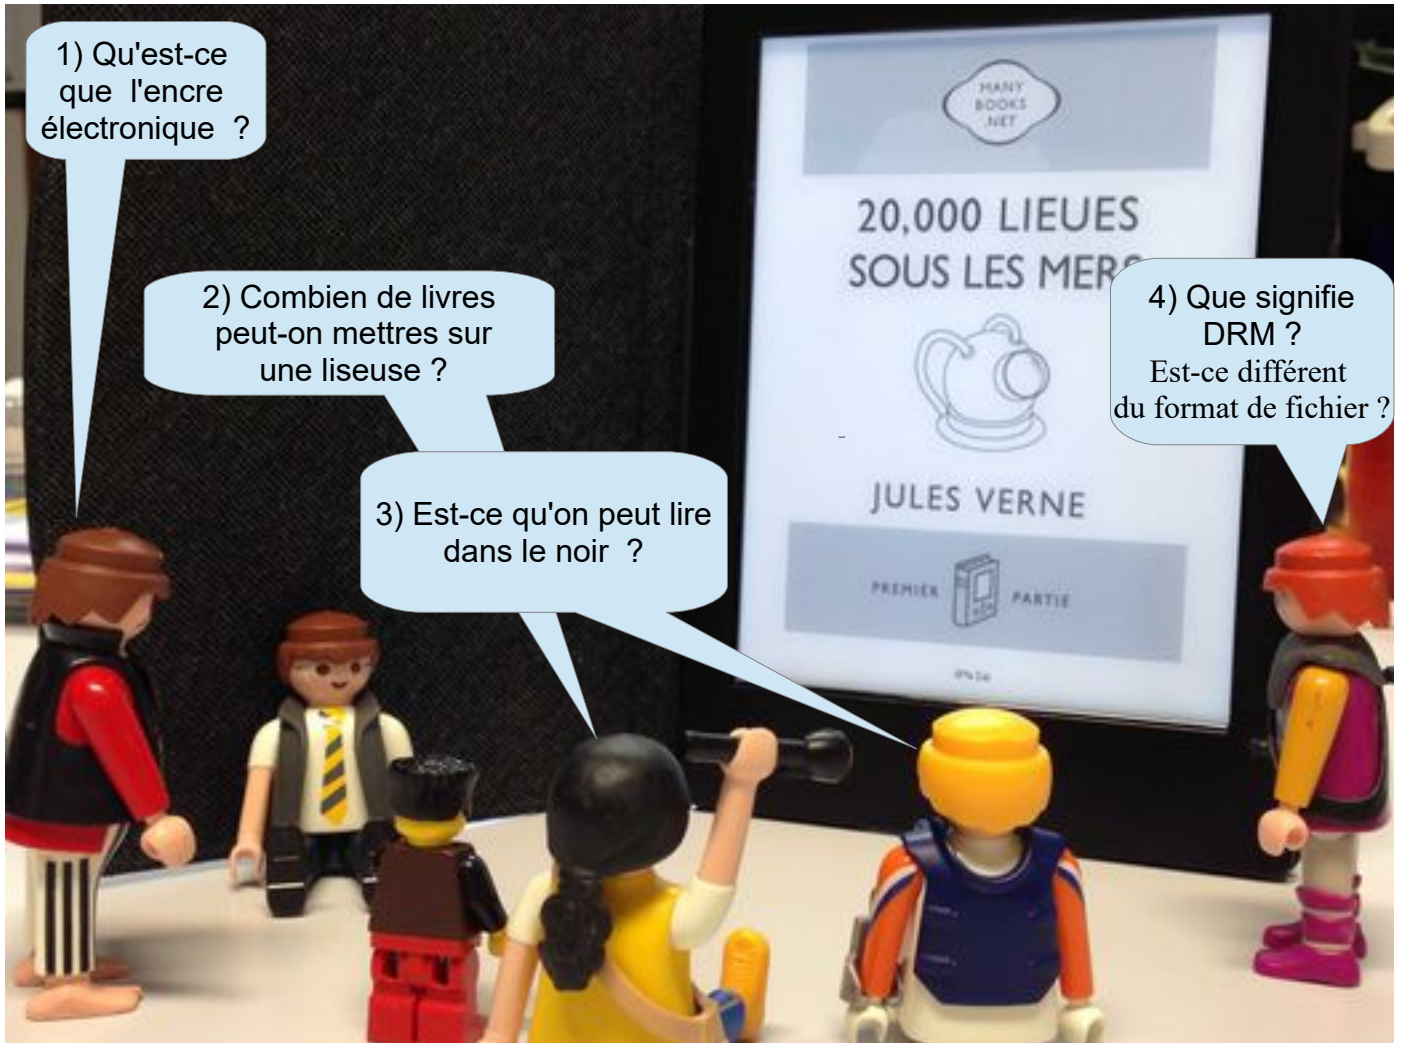 1) Qu'est-ce
que l'encre
électronique ?
2) Combien de livres
peut-on mettres sur
une liseuse ?
3) Est-ce qu'on peut lire
dans le noir ?
4) Que signifie
DRM ?
Est-ce différent
du format de fichier ?
MANY
BOOKS
.NET
20,000 LIEUES
SOUS LES MERS
JULES VERNE
PREMIÈR PARTIE